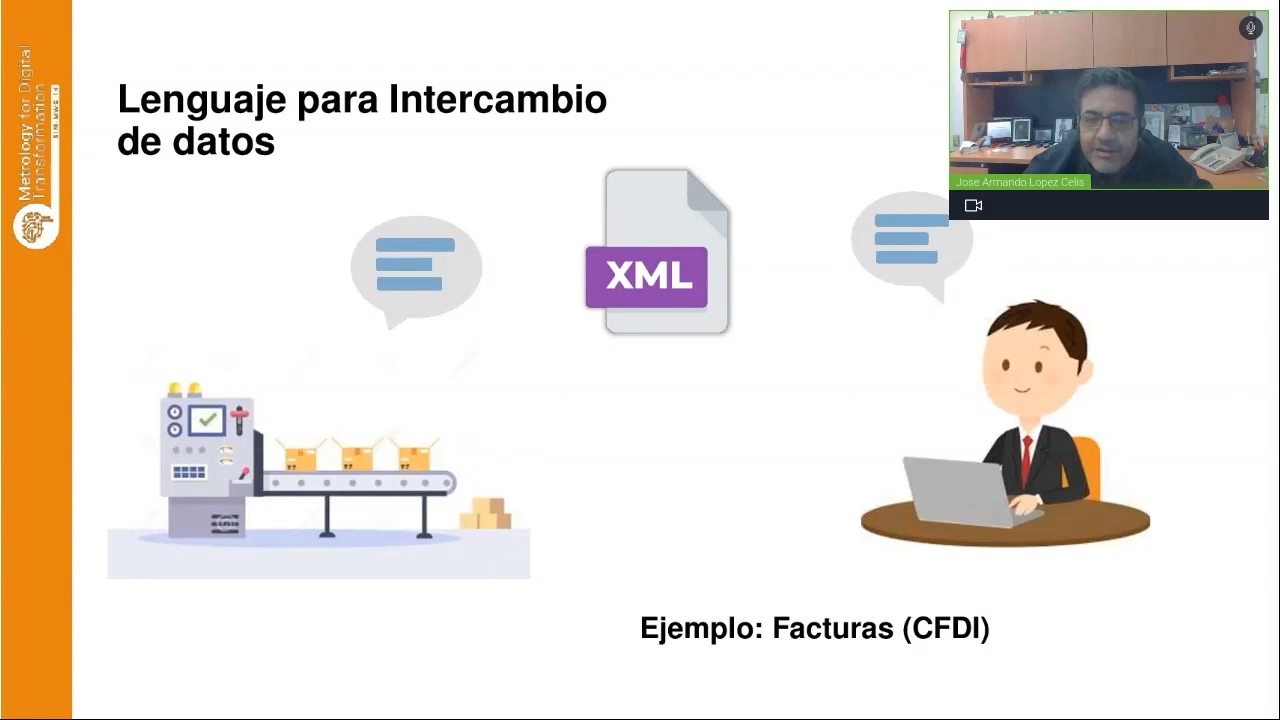 Metrology for Digital
Transformation
Lenguaje para Intercambio
de datos
XML
Jose Armando Lopez Celis
Ejemplo: Facturas (CFDI)